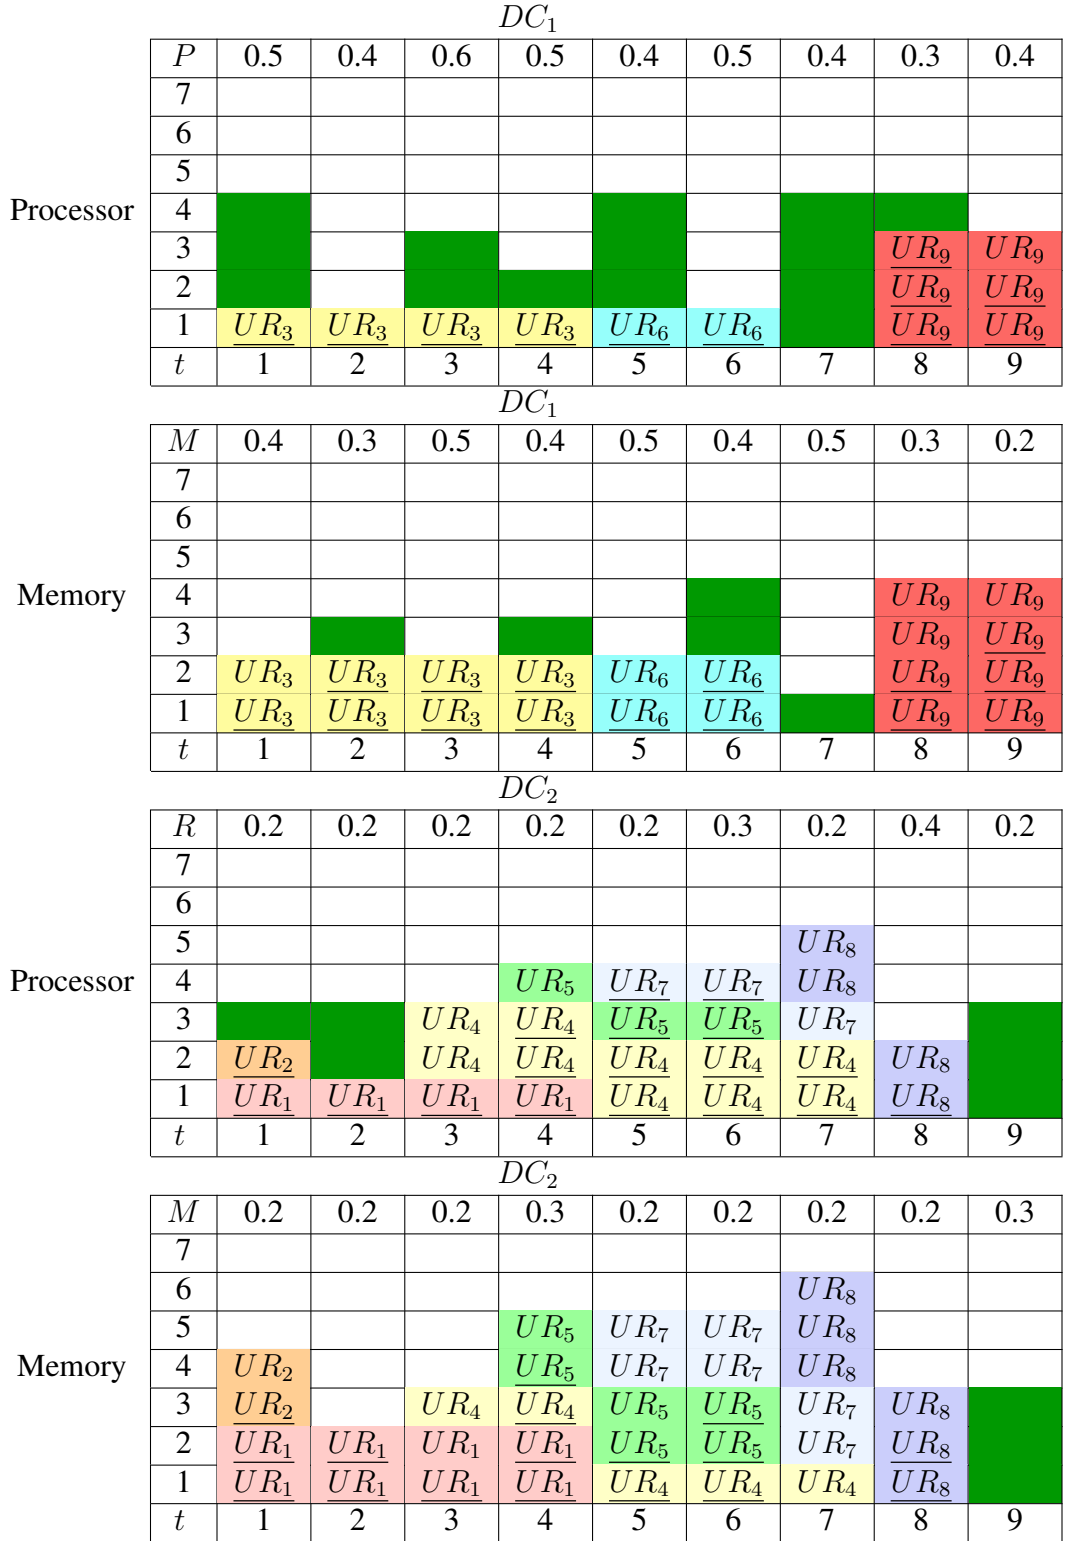 DC₁
P 0.5 0.4 0.6 0.5 0.4 0.5 0.4 0.3 0.4
7
6
5
Processor 4
3 UR₉ UR₉
2 UR₉ UR₉
1 UR₃ UR₃ UR₃ UR₃ UR₆ UR₆ UR₉ UR₉
t 1 2 3 4 5 6 7 8 9
DC₁
M 0.4 0.3 0.5 0.4 0.5 0.4 0.5 0.3 0.2
7
6
5
Memory 4 UR₉ UR₉
3 UR₉ UR₉
2 UR₃ UR₃ UR₃ UR₃ UR₆ UR₆ UR₉ UR₉
1 UR₃ UR₃ UR₃ UR₃ UR₆ UR₆ UR₉ UR₉
t 1 2 3 4 5 6 7 8 9
DC₂
R 0.2 0.2 0.2 0.2 0.2 0.3 0.2 0.4 0.2
7
6
5 UR₈
Processor 4 UR₅ UR₇ UR₇ UR₈
3 UR₄ UR₄ UR₅ UR₅ UR₇
2 UR₂ UR₄ UR₄ UR₄ UR₄ UR₄ UR₈
1 UR₁ UR₁ UR₁ UR₁ UR₄ UR₄ UR₄ UR₈
t 1 2 3 4 5 6 7 8 9
DC₂
M 0.2 0.2 0.2 0.3 0.2 0.2 0.2 0.2 0.3
7
6 UR₈
5 UR₅ UR₇ UR₇ UR₈
Memory 4 UR₂ UR₅ UR₇ UR₇ UR₈
3 UR₂ UR₄ UR₄ UR₅ UR₅ UR₇ UR₈
2 UR₁ UR₁ UR₁ UR₁ UR₅ UR₅ UR₇ UR₈
1 UR₁ UR₁ UR₁ UR₁ UR₄ UR₄ UR₄ UR₈
t 1 2 3 4 5 6 7 8 9